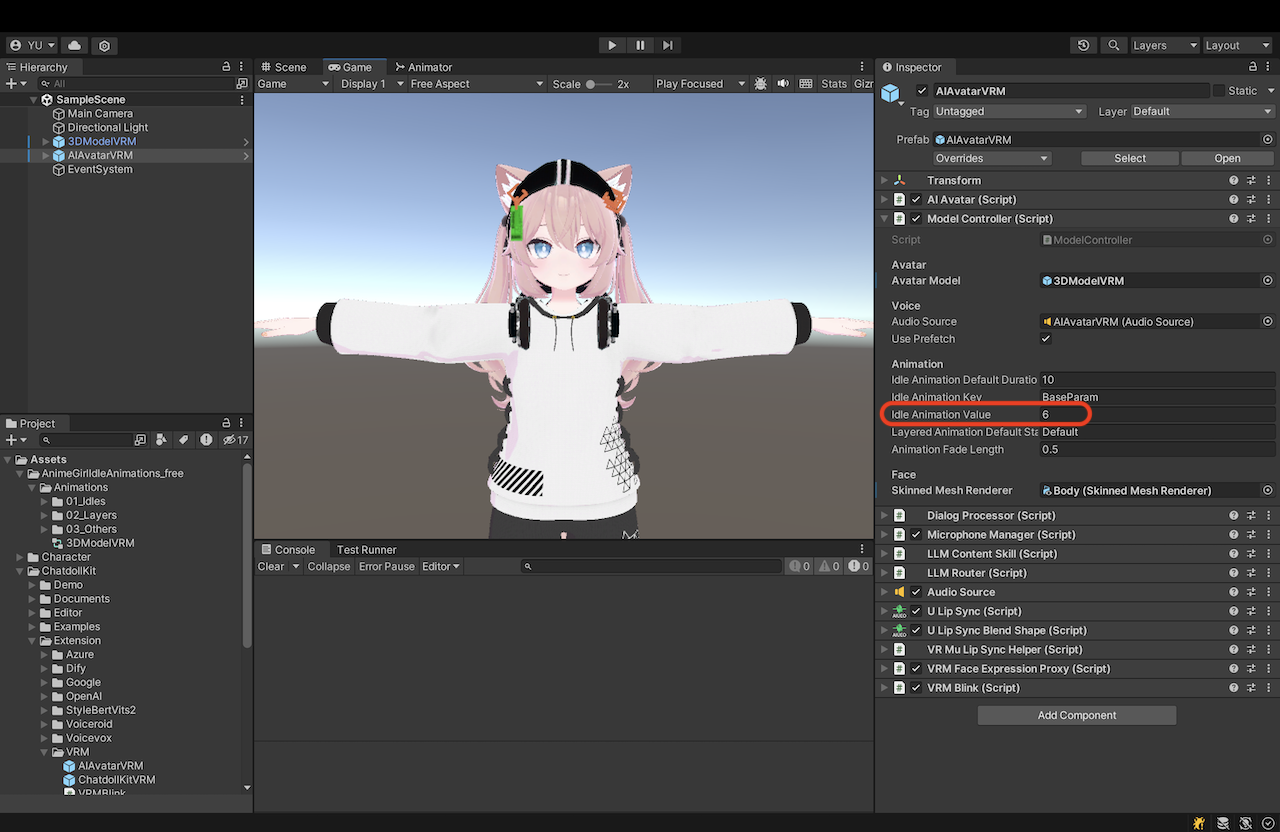 YU
Layers
Layout
Hierarchy
All
SampleScene
Main Camera
Directional Light
3DModelVRM
AIAvatarVRM
EventSystem
Scene
Game
Animator
Game
Display 1
Free Aspect
Scale
2x
Play Focused
Stats
Giz
Project
17
Assets
AnimeGirlIdleAnimations_free
Animations
01_Idles
02_Layers
03_Others
3DModelVRM
Character
ChatdollKit
Demo
Documents
Editor
Examples
Extension
Azure
Dify
Google
OpenAI
StyleBertVits2
Voiceroid
Voicevox
VRM
AIAvatarVRM
ChatdollKitVRM
VRMBlink
Console
Test Runner
Clear
Collapse
Error Pause
Editor
0
0
0
Inspector
AIAvatarVRM
Static
Tag Untagged
Layer Default
Prefab AIAvatarVRM
Overrides
Select
Open
Transform
AI Avatar (Script)
Model Controller (Script)
Script ModelController
Avatar
Avatar Model 3DModelVRM
Voice
Audio Source AIAvatarVRM (Audio Source)
Use Prefetch
Animation
Idle Animation Default Duratio 10
Idle Animation Key BaseParam
Idle Animation Value 6
Layered Animation Default Sta Default
Animation Fade Length 0.5
Face
Skinned Mesh Renderer Body (Skinned Mesh Renderer)
Dialog Processor (Script)
Microphone Manager (Script)
LLM Content Skill (Script)
LLM Router (Script)
Audio Source
U Lip Sync (Script)
U Lip Sync Blend Shape (Script)
VR Mu Lip Sync Helper (Script)
VRM Face Expression Proxy (Script)
VRM Blink (Script)
Add Component